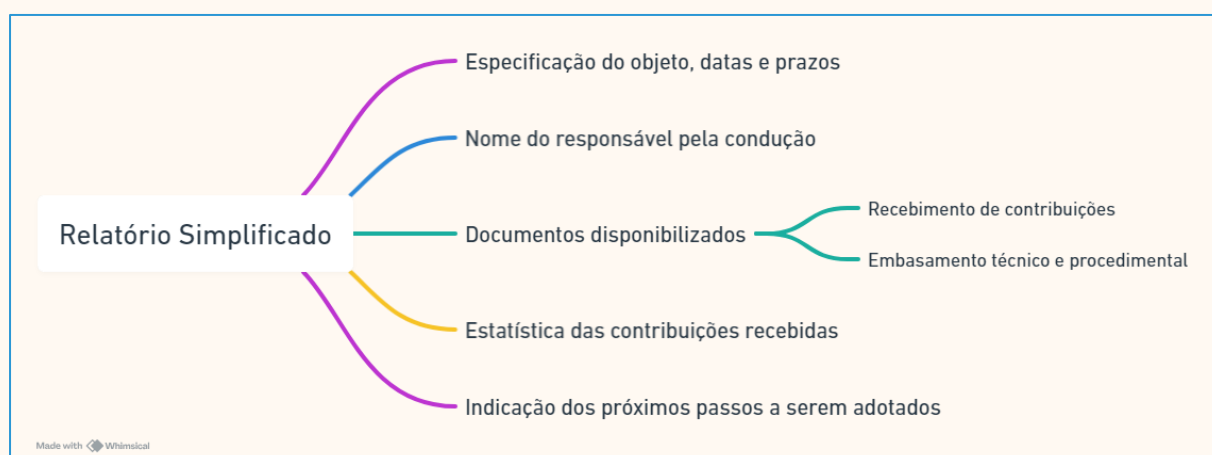 Especificação do objeto, datas e prazos
Nome do responsável pela condução
Relatório Simplificado
Documentos disponibilizados
Recebimento de contribuições
Embasamento técnico e procedimental
Estatística das contribuições recebidas
Indicação dos próximos passos a serem adotados
Made with Whimsical